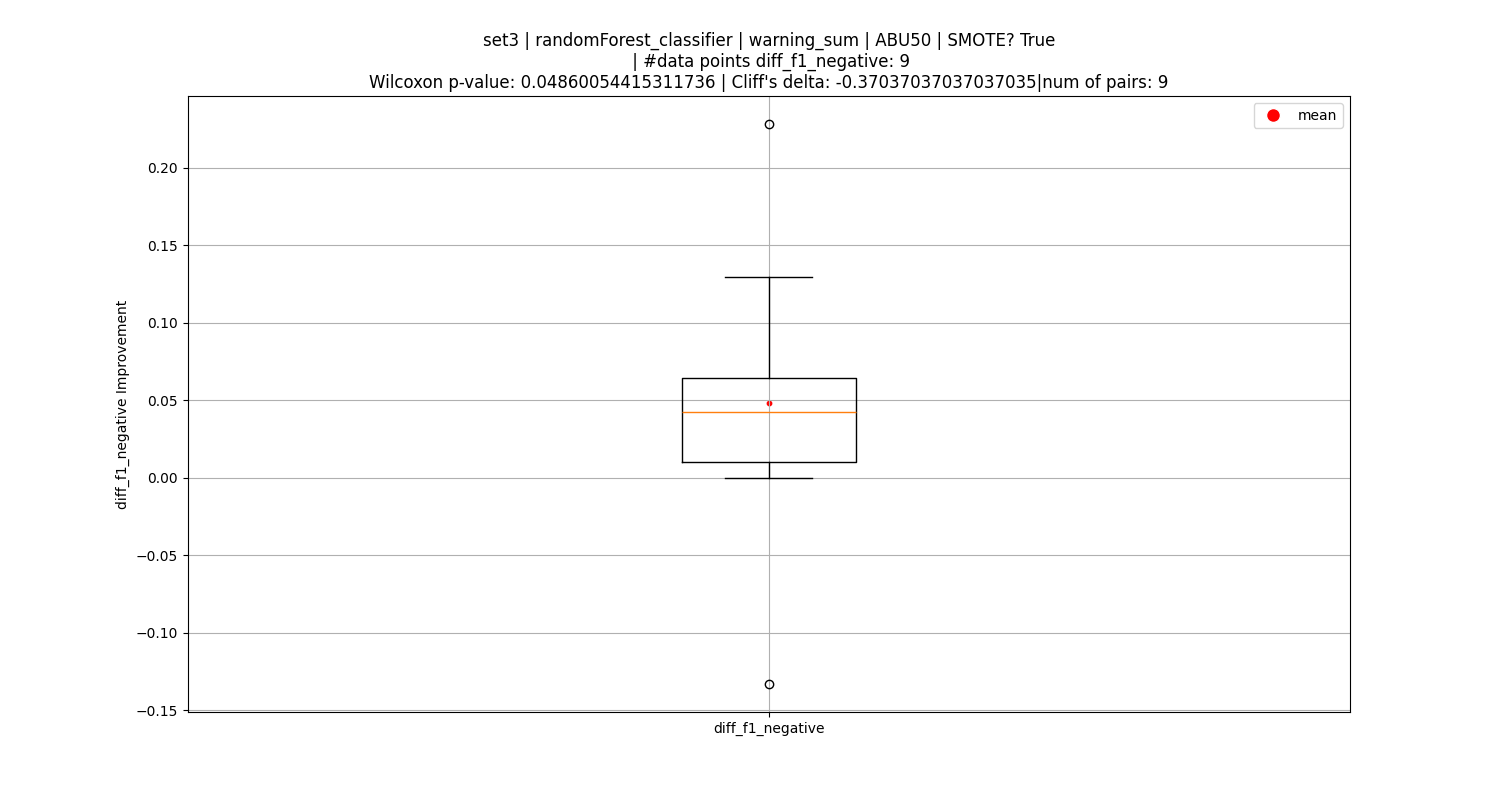 set3 | randomForest_classifier | warning_sum | ABU50 | SMOTE? True
| #data points diff_f1_negative: 9
Wilcoxon p-value: 0.04860054415311736 | Cliff's delta: -0.37037037037037035|num of pairs: 9
mean
0.20
0.15
0.10
0.05
0.00
−0.05
−0.10
−0.15
diff_f1_negative Improvement
diff_f1_negative